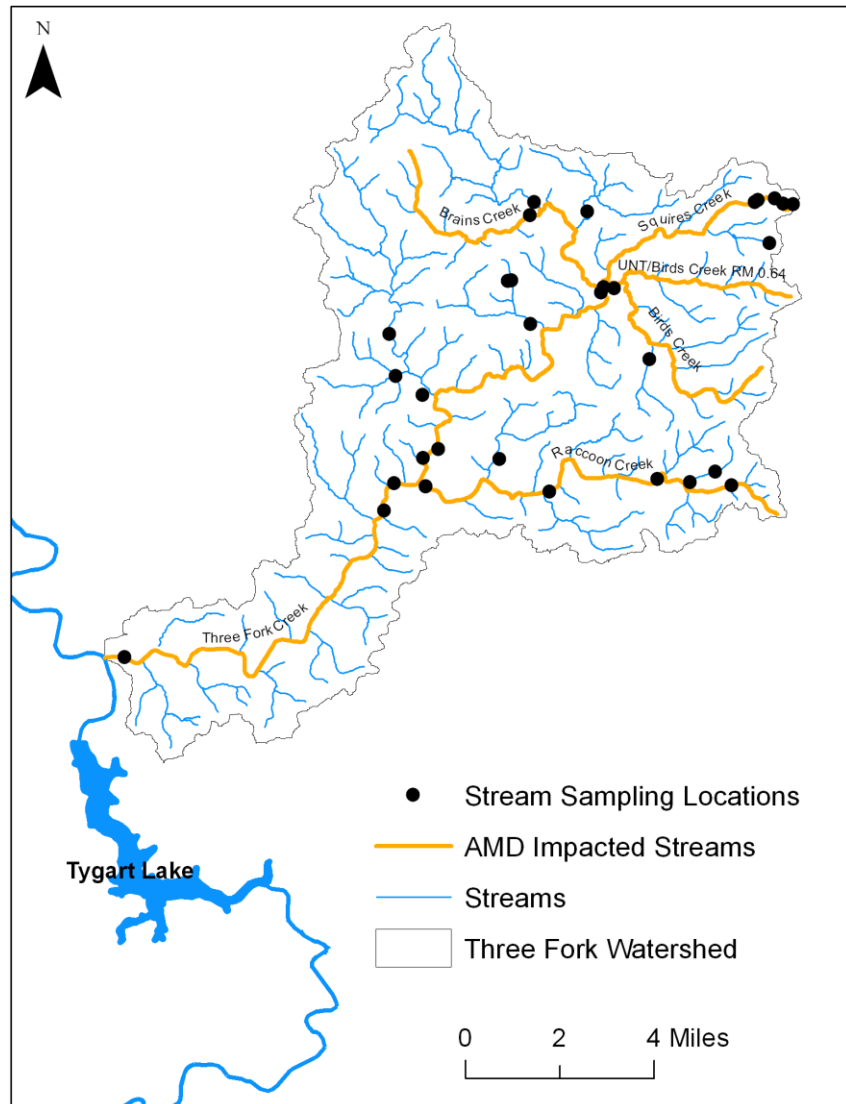 N
Brains Creek
Squires Creek
UNT/Birds Creek RM 0.64
Birds Creek
Raccoon Creek
Three Fork Creek
Tygart Lake
Stream Sampling Locations
AMD Impacted Streams
Streams
Three Fork Watershed
0 2 4 Miles